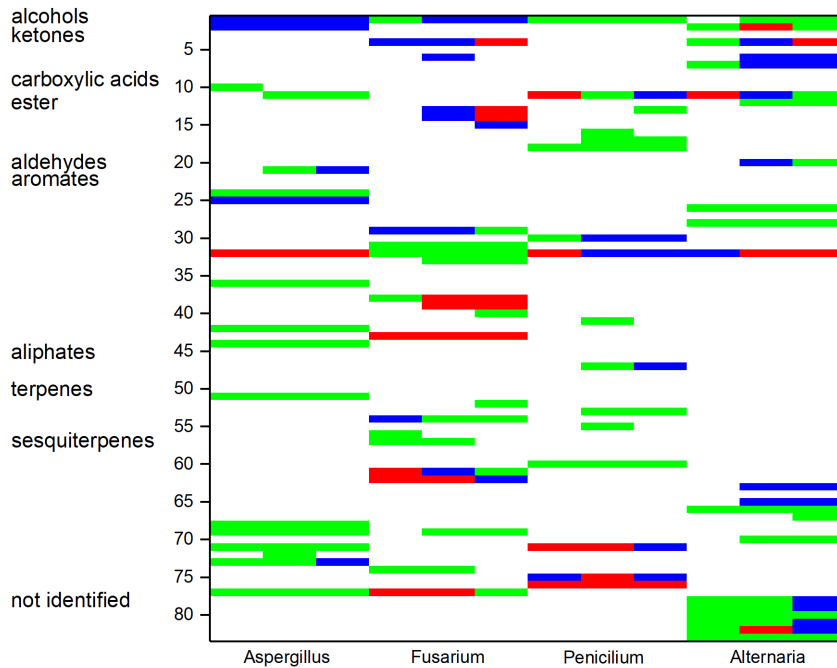 alcohols
ketones
5
carboxylic acids
10
ester
15
aldehydes
20
aromates
25
30
35
40
45
aliphates
50
terpenes
55
sesquiterpenes
60
65
70
75
not identified
80
Aspergillus Fusarium Penicilium Alternaria